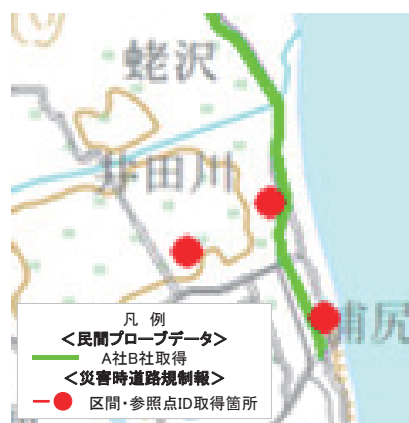 蛯沢
井田川
浦尻
凡 例
<民間プローブデータ>
A社B社取得
<災害時道路規制報>
区間・参照点ID取得箇所